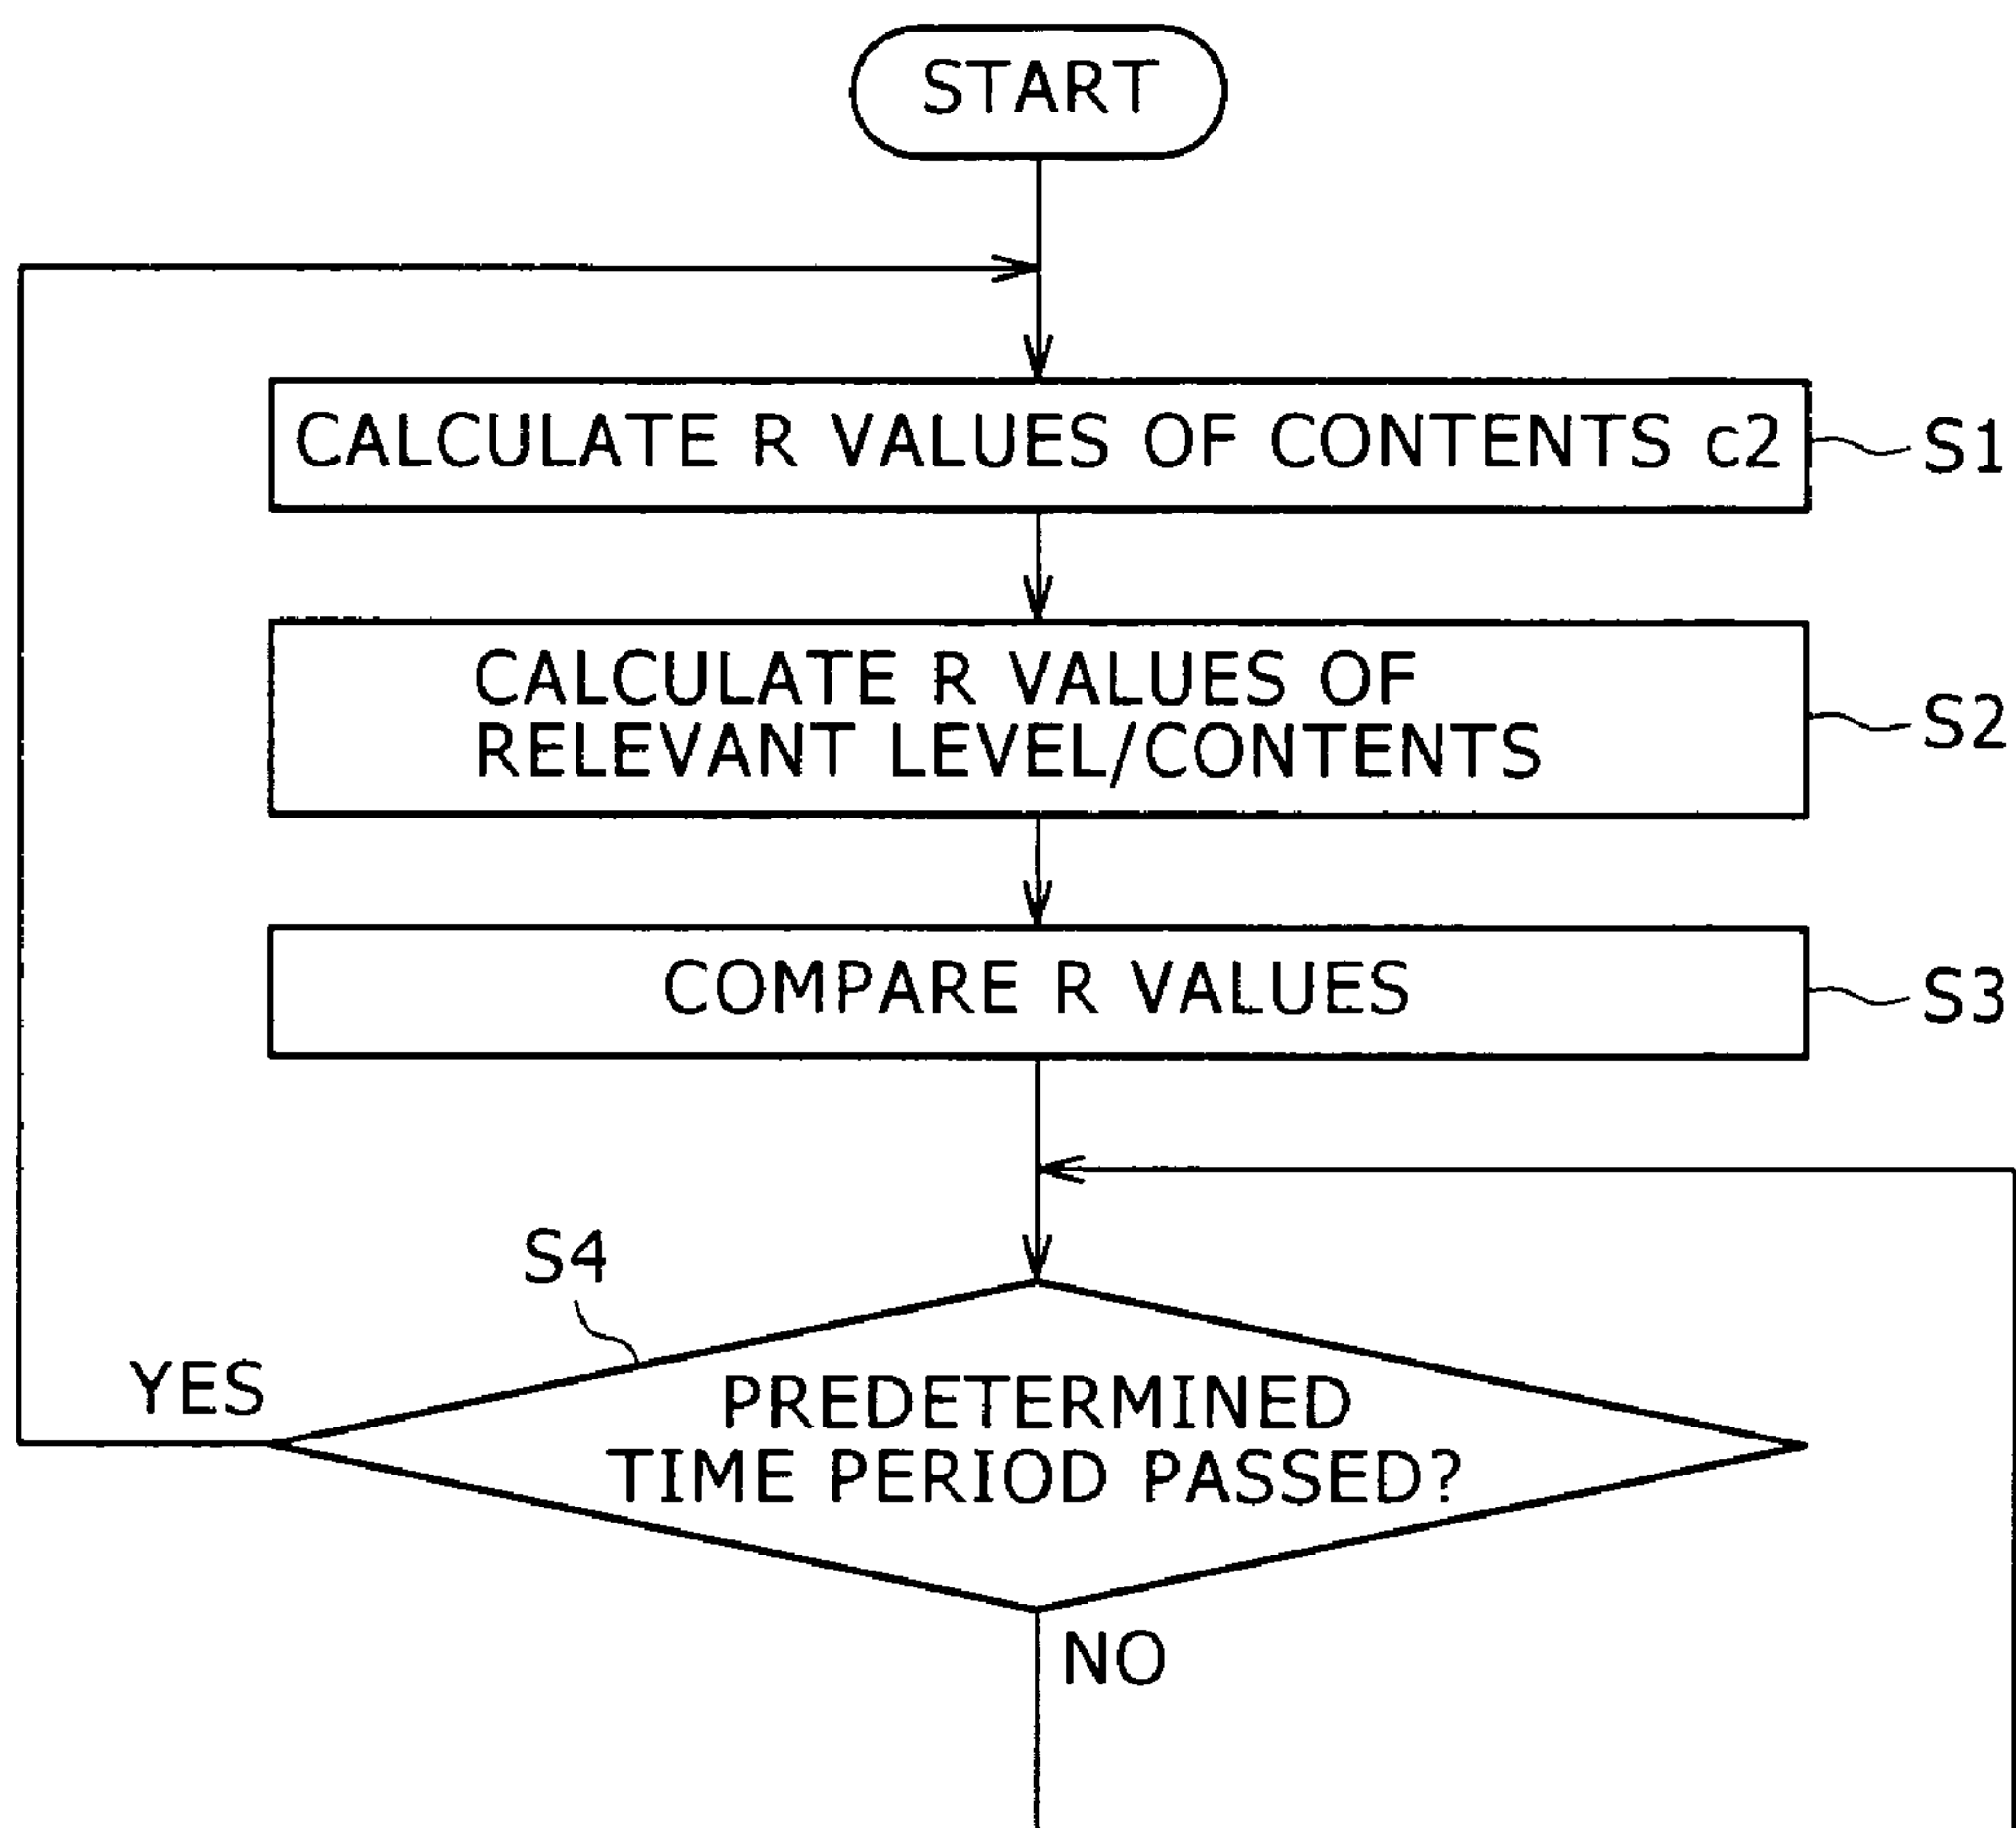 START
CALCULATE R VALUES OF CONTENTS c2
S1
CALCULATE R VALUES OF
RELEVANT LEVEL/CONTENTS
S2
COMPARE R VALUES
S3
S4
YES
PREDETERMINED
TIME PERIOD PASSED?
NO